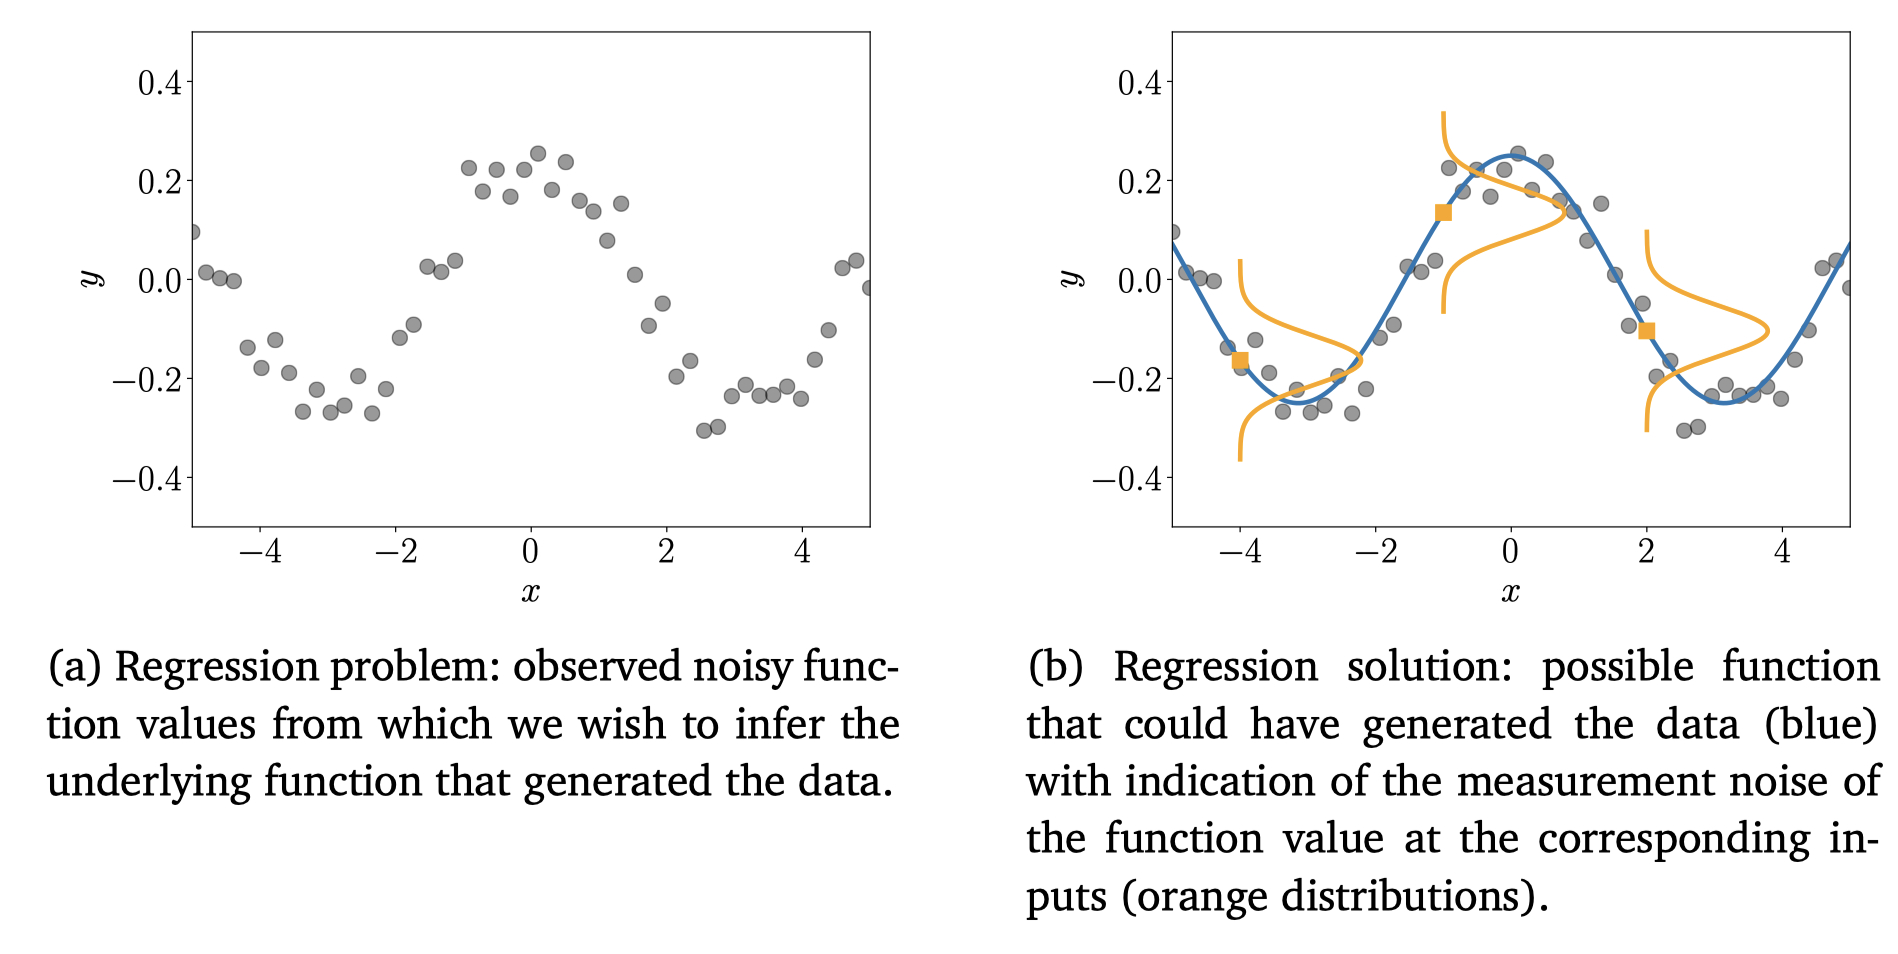 0.4
0.2
0.0
−0.2
−0.4
y
−4 −2 0 2 4
x
(a) Regression problem: observed noisy func-
tion values from which we wish to infer the
underlying function that generated the data.
0.4
0.2
0.0
−0.2
−0.4
y
−4 −2 0 2 4
x
(b) Regression solution: possible function
that could have generated the data (blue)
with indication of the measurement noise of
the function value at the corresponding in-
puts (orange distributions).